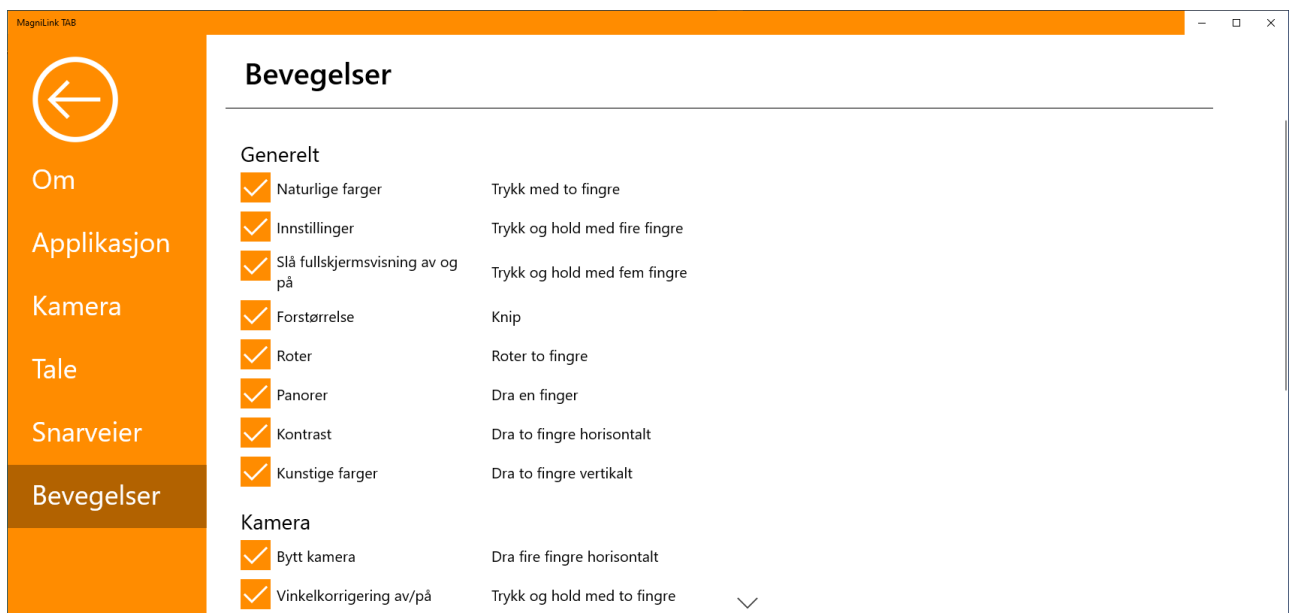 MagniLink TAB
Bevegelser
Om
Applikasjon
Kamera
Tale
Snarveier
Bevegelser
Generelt
Naturlige farger Trykk med to fingre
Innstillinger Trykk og hold med fire fingre
Slå fullskjermsvisning av og
på
Trykk og hold med fem fingre
Forstørrelse Knip
Roter Roter to fingre
Panorer Dra en finger
Kontrast Dra to fingre horisontalt
Kunstige farger Dra to fingre vertikalt
Kamera
Bytt kamera Dra fire fingre horisontalt
Vinkelkorrigering av/på Trykk og hold med to fingre